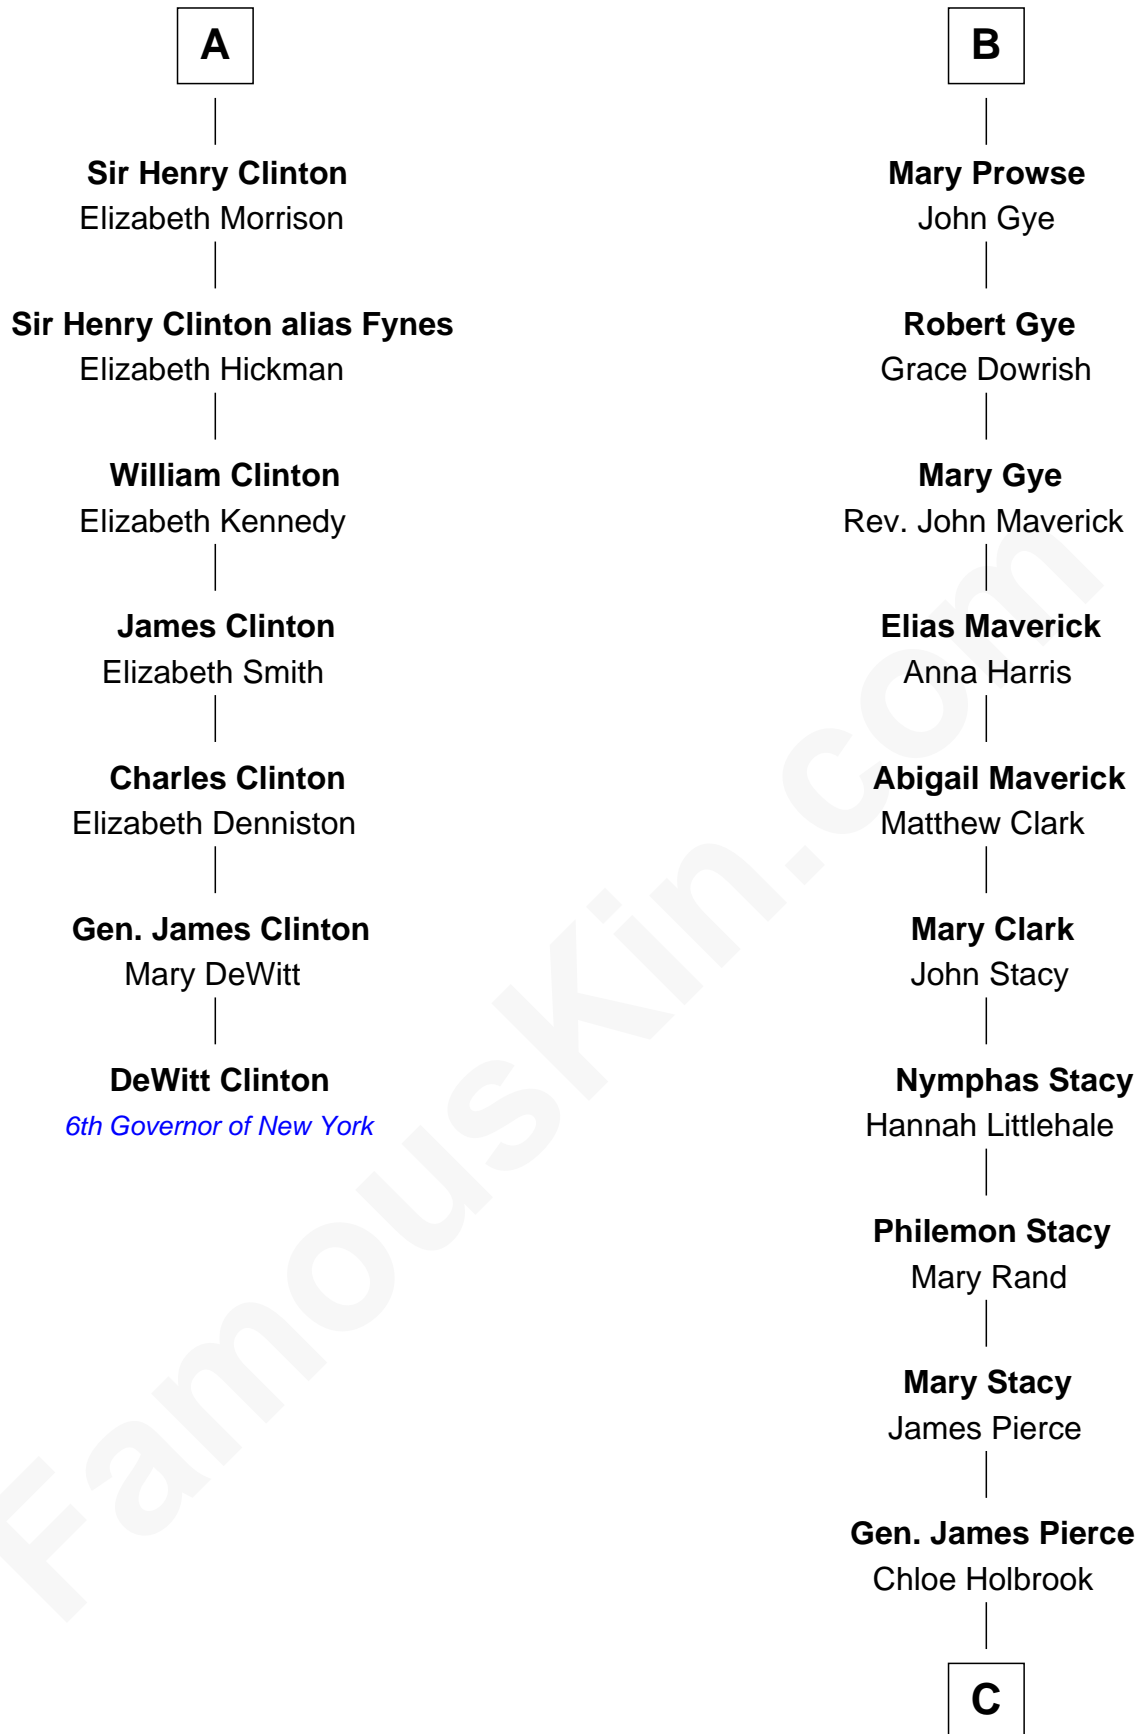 A
Sir Henry Clinton
Elizabeth Morrison
Sir Henry Clinton alias Fynes
Elizabeth Hickman
William Clinton
Elizabeth Kennedy
James Clinton
Elizabeth Smith
Charles Clinton
Elizabeth Denniston
Gen. James Clinton
Mary DeWitt
DeWitt Clinton
6th Governor of New York
B
Mary Prowse
John Gye
Robert Gye
Grace Dowrish
Mary Gye
Rev. John Maverick
Elias Maverick
Anna Harris
Abigail Maverick
Matthew Clark
Mary Clark
John Stacy
Nymphas Stacy
Hannah Littlehale
Philemon Stacy
Mary Rand
Mary Stacy
James Pierce
Gen. James Pierce
Chloe Holbrook
C
FamousKin.com